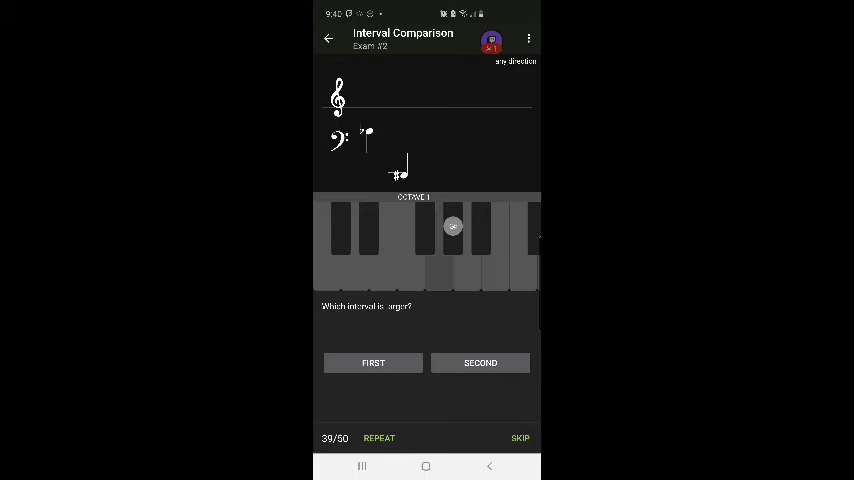 9:40
Interval Comparison
Exam #2
1
any direction
OCTAVE 1
G#
Which interval is larger?
FIRST
SECOND
39/50
REPEAT
SKIP